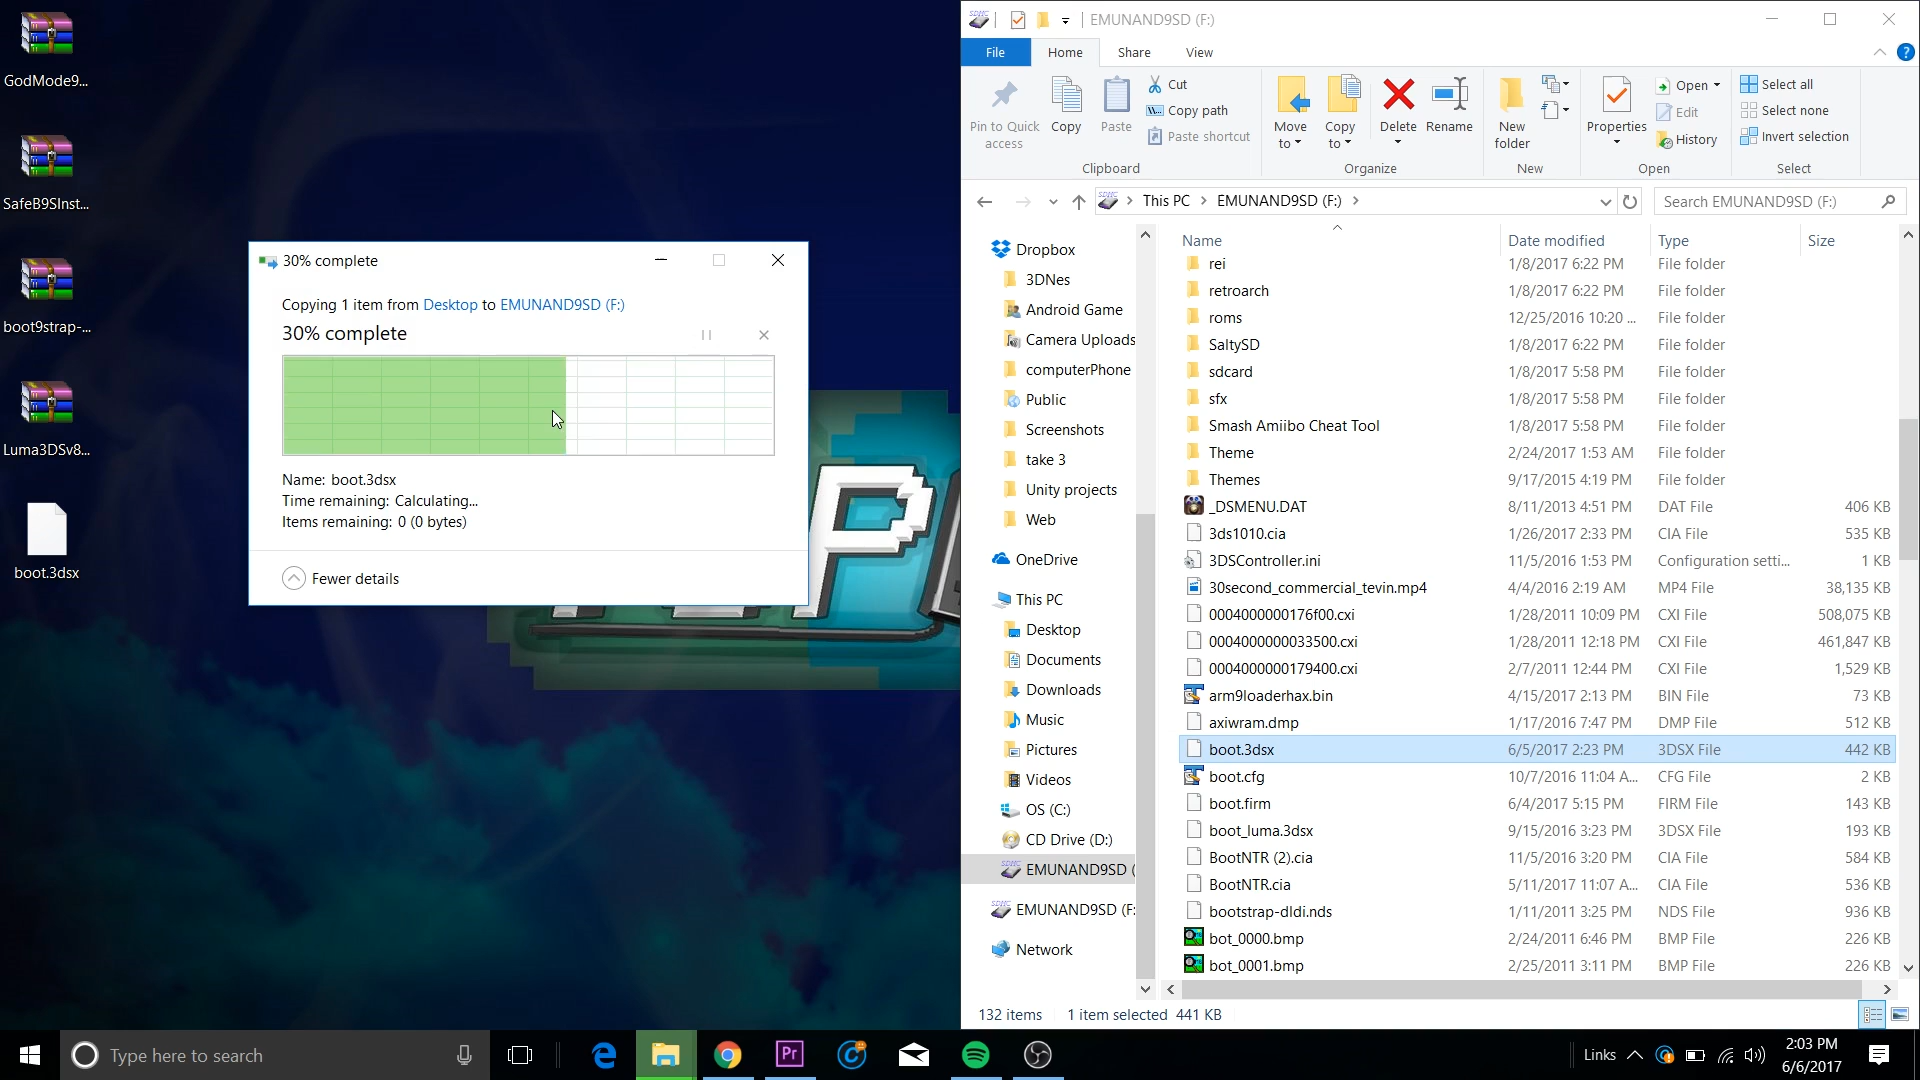 GodMode9...
SafeB9SInst...
boot9strap-...
Luma3DSv8...
boot.3dsx
30% complete
Copying 1 item from Desktop to EMUNAND9SD (F:)
30% complete
Name: boot.3dsx
Time remaining: Calculating...
Items remaining: 0 (0 bytes)
Fewer details
EMUNAND9SD (F:)
File Home Share View
Pin to Quick access
Copy
Paste
Cut
Copy path
Paste shortcut
Clipboard
Move to
Copy to
Delete
Rename
Organize
New folder
New
Properties
Open
Edit
History
Open
Select all
Select none
Invert selection
Select
This PC EMUNAND9SD (F:)
Search EMUNAND9SD (F:)
Dropbox
3DNes
Android Game
Camera Uploads
computerPhone
Public
Screenshots
take 3
Unity projects
Web
OneDrive
This PC
Desktop
Documents
Downloads
Music
Pictures
Videos
OS (C:)
CD Drive (D:)
EMUNAND9SD (
EMUNAND9SD (F:
Network
Name Date modified Type Size
rei 1/8/2017 6:22 PM File folder
retroarch 1/8/2017 6:22 PM File folder
roms 12/25/2016 10:20 ... File folder
SaltySD 1/8/2017 6:22 PM File folder
sdcard 1/8/2017 5:58 PM File folder
sfx 1/8/2017 5:58 PM File folder
Smash Amiibo Cheat Tool 1/8/2017 5:58 PM File folder
Theme 2/24/2017 1:53 AM File folder
Themes 9/17/2015 4:19 PM File folder
_DSMENU.DAT 8/11/2013 4:51 PM DAT File 406 KB
3ds1010.cia 1/26/2017 2:33 PM CIA File 535 KB
3DSController.ini 11/5/2016 1:53 PM Configuration setti... 1 KB
30second_commercial_tevin.mp4 4/4/2016 2:19 AM MP4 File 38,135 KB
0004000000176f00.cxi 1/28/2011 10:09 PM CXI File 508,075 KB
0004000000033500.cxi 1/28/2011 12:18 PM CXI File 461,847 KB
0004000000179400.cxi 2/7/2011 12:44 PM CXI File 1,529 KB
arm9loaderhax.bin 4/15/2017 2:13 PM BIN File 73 KB
axiwram.dmp 1/17/2016 7:47 PM DMP File 512 KB
boot.3dsx 6/5/2017 2:23 PM 3DSX File 442 KB
boot.cfg 10/7/2016 11:04 A... CFG File 2 KB
boot.firm 6/4/2017 5:15 PM FIRM File 143 KB
boot_luma.3dsx 9/15/2016 3:23 PM 3DSX File 193 KB
BootNTR (2).cia 11/5/2016 3:20 PM CIA File 584 KB
BootNTR.cia 5/11/2017 11:07 A... CIA File 536 KB
bootstrap-dldi.nds 1/11/2011 3:25 PM NDS File 936 KB
bot_0000.bmp 2/24/2011 6:46 PM BMP File 226 KB
bot_0001.bmp 2/25/2011 3:11 PM BMP File 226 KB
132 items 1 item selected 441 KB
Type here to search
Pr
Links
2:03 PM
6/6/2017